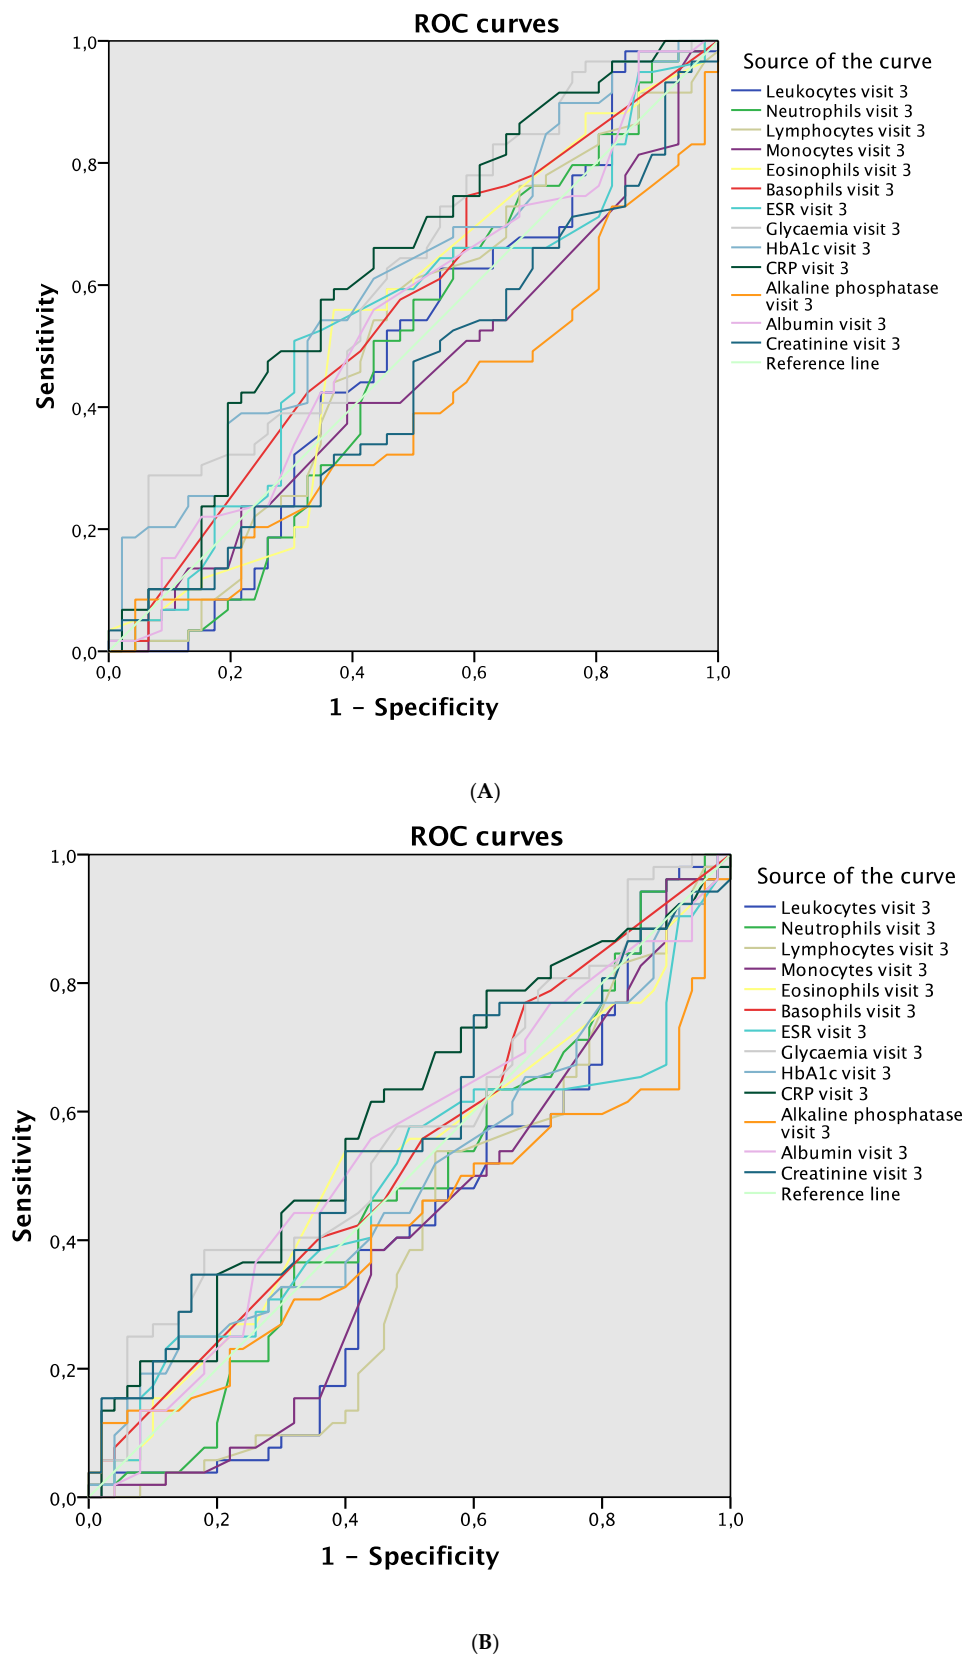 ROC curves
1,0
0,8
0,6
0,4
0,2
0,0
Sensitivity
0,0 0,2 0,4 0,6 0,8 1,0
1 – Specificity
Source of the curve
Leukocytes visit 3
Neutrophils visit 3
Lymphocytes visit 3
Monocytes visit 3
Eosinophils visit 3
Basophils visit 3
ESR visit 3
Glycaemia visit 3
HbA1c visit 3
CRP visit 3
Alkaline phosphatase
visit 3
Albumin visit 3
Creatinine visit 3
Reference line
(A)
ROC curves
1,0
0,8
0,6
0,4
0,2
0,0
Sensitivity
0,0 0,2 0,4 0,6 0,8 1,0
1 – Specificity
Source of the curve
Leukocytes visit 3
Neutrophils visit 3
Lymphocytes visit 3
Monocytes visit 3
Eosinophils visit 3
Basophils visit 3
ESR visit 3
Glycaemia visit 3
HbA1c visit 3
CRP visit 3
Alkaline phosphatase
visit 3
Albumin visit 3
Creatinine visit 3
Reference line
(B)